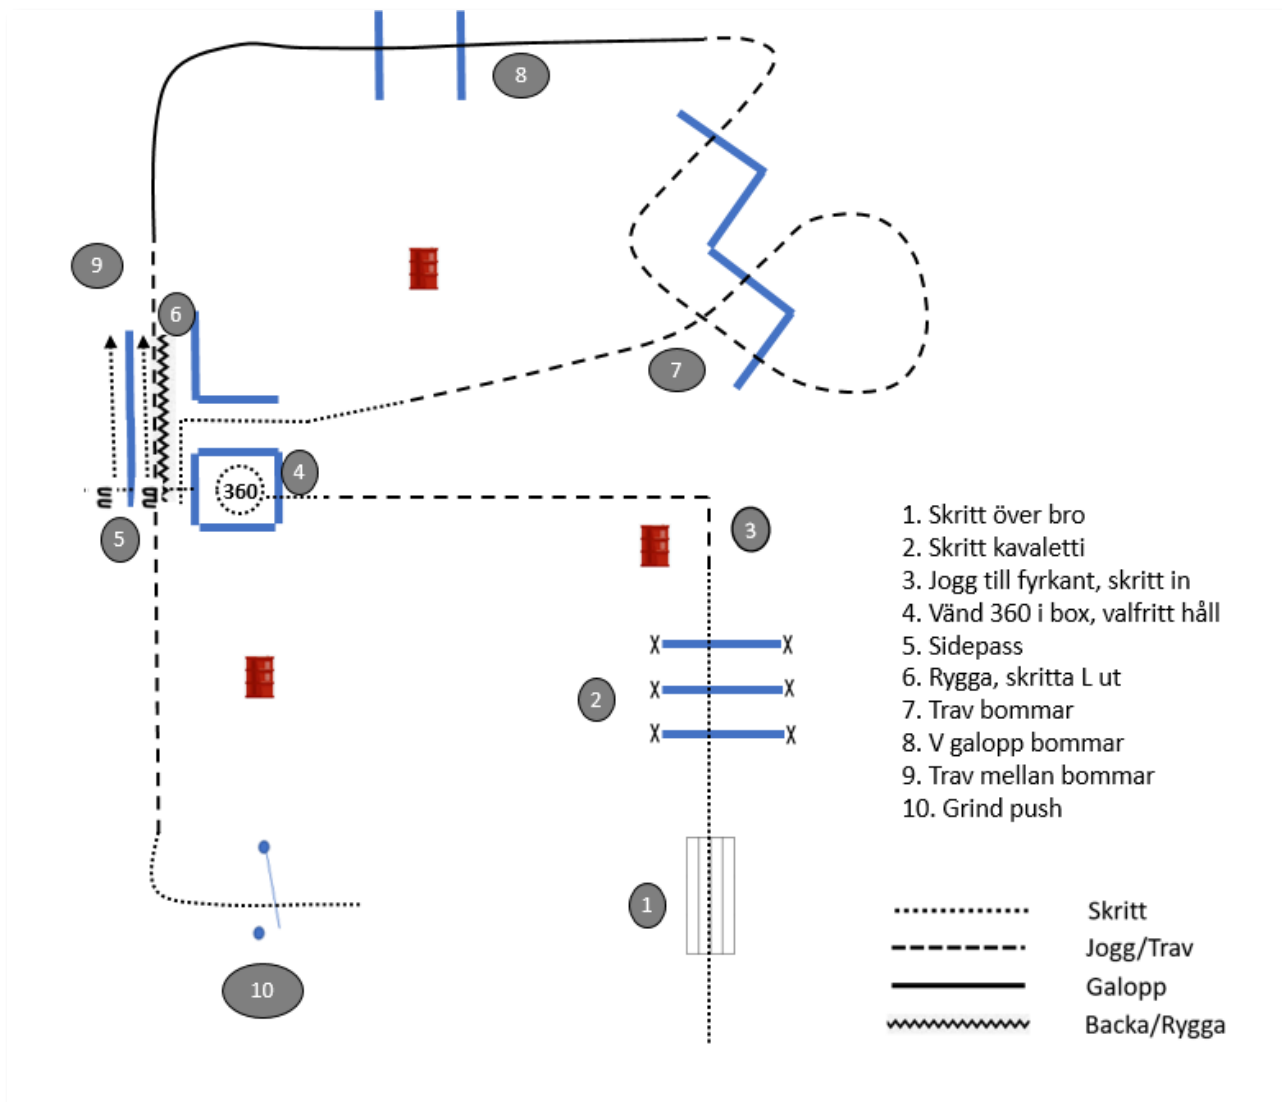 8
9
6
7
4
360
5
3
1. Skritt över bro
2. Skritt kavaletti
3. Jogg till fyrkant, skritt in
4. Vänd 360 i box, valfritt håll
5. Sidepass
6. Rygga, skritta L ut
7. Trav bommar
8. V galopp bommar
9. Trav mellan bommar
10. Grind push
X X
2
X X
X X
1
10
Skritt
Jogg/Trav
Galopp
Backa/Rygga